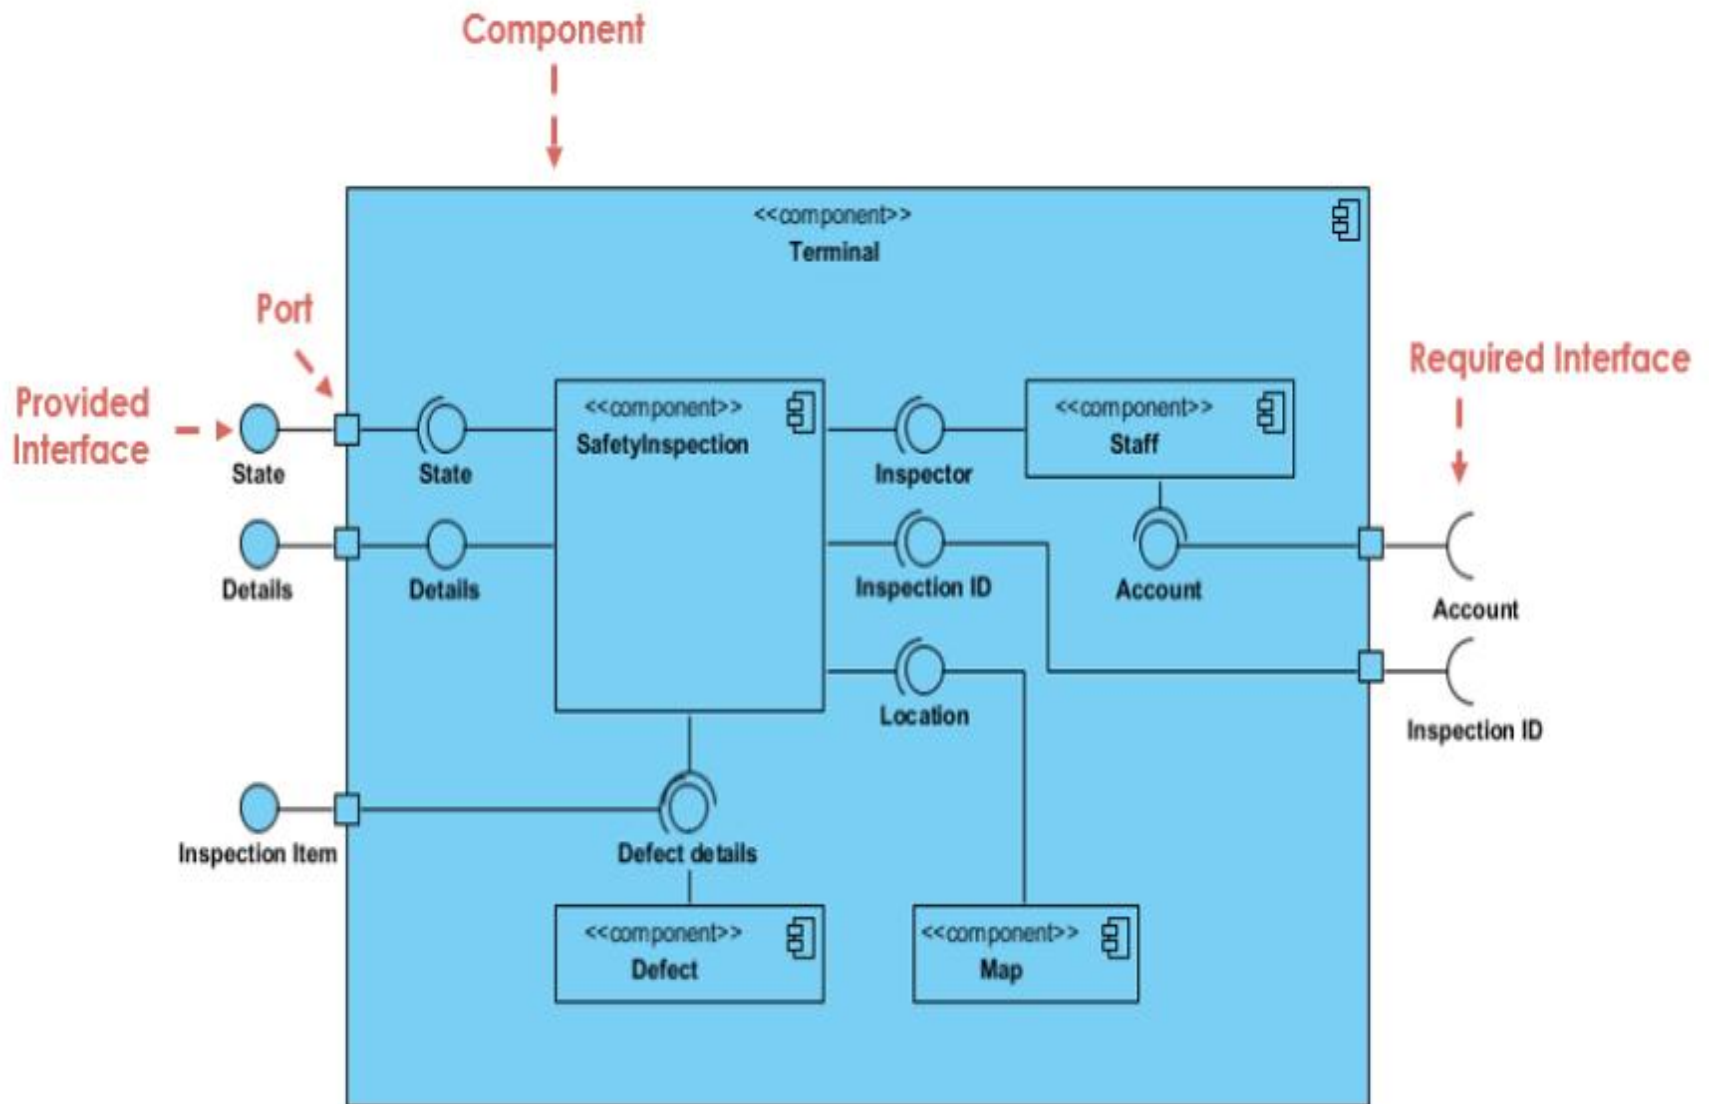 Component
<<component>>
Terminal
Port
Required Interface
Provided
Interface
<<component>>
SafetyInspection
<<component>>
Staff
State
State
Inspector
Details
Details
Inspection ID
Account
Account
Location
Inspection ID
Inspection Item
Defect details
<<component>>
Defect
<<component>>
Map